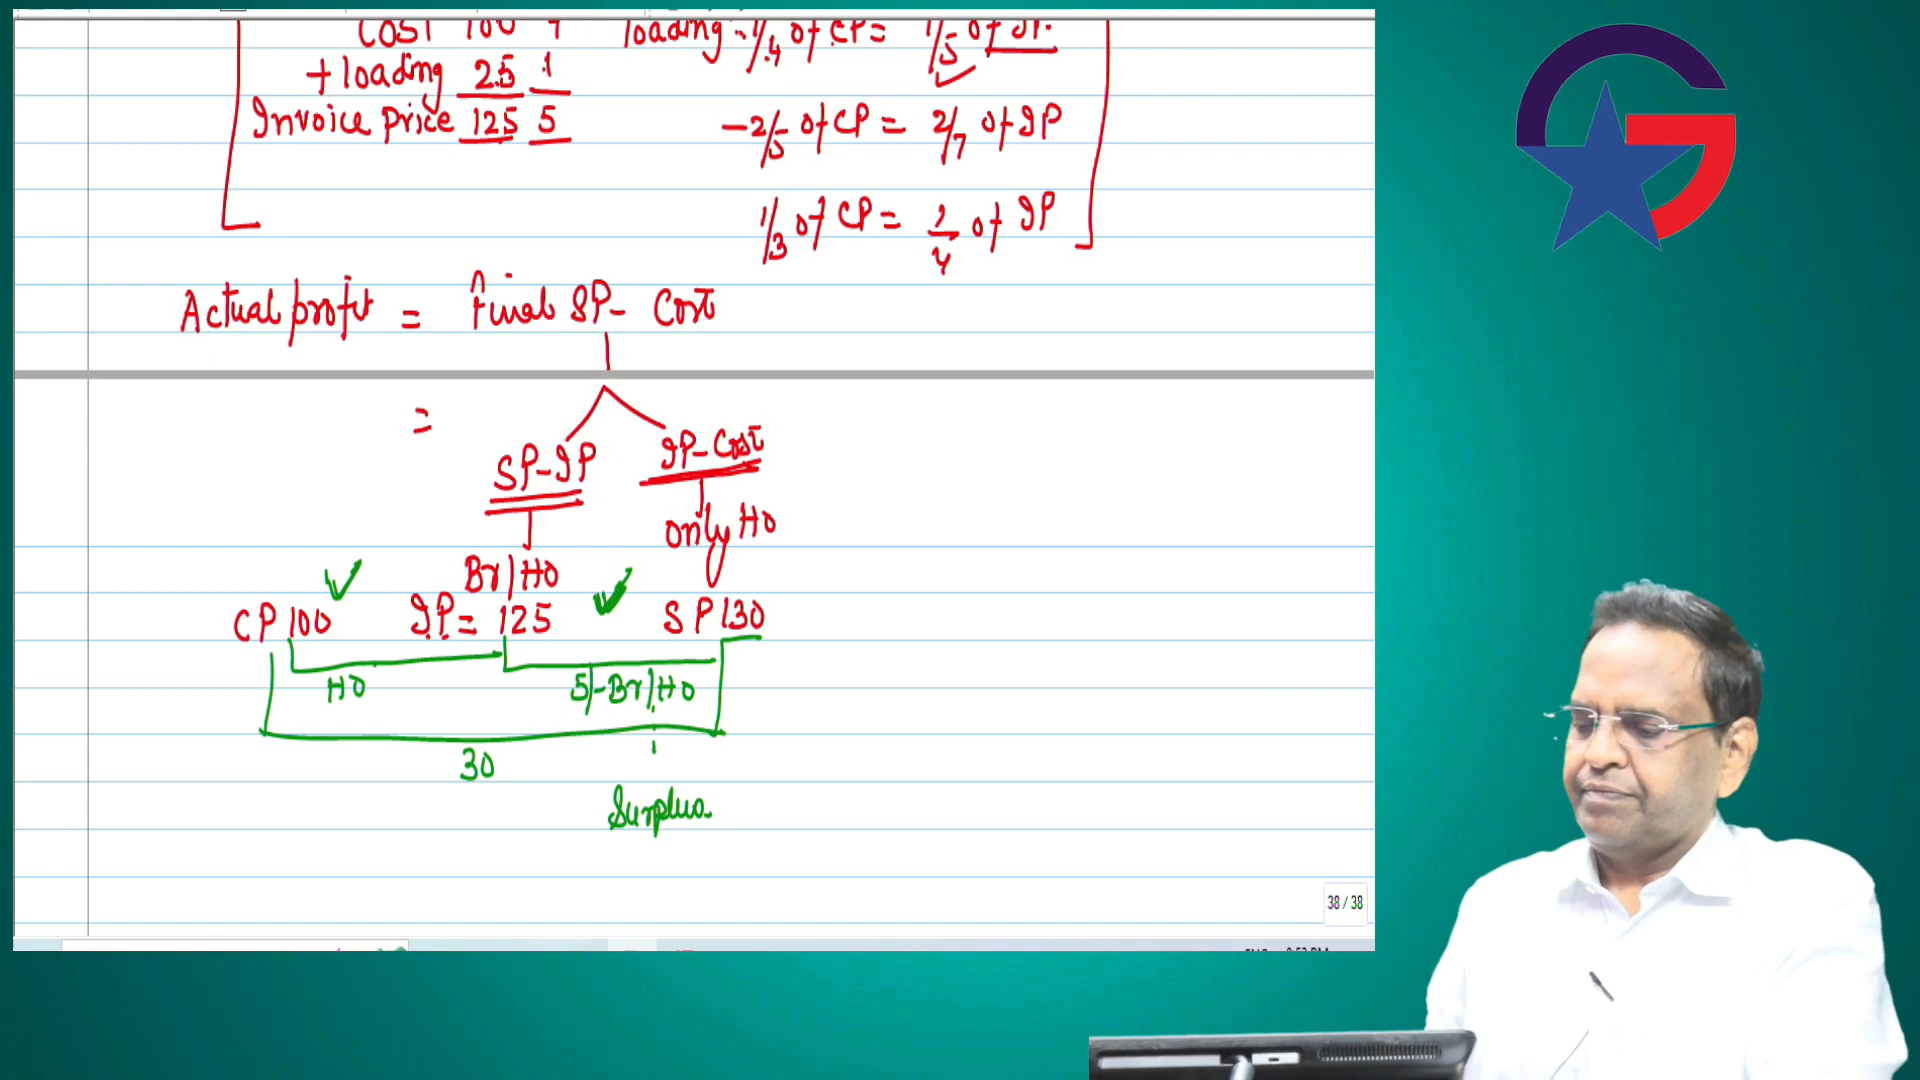 Cost 100 4 loading - 1/4 of CP = 1/5 of IP.
+ loading 25 1
Invoice Price 125 5
- 2/5 of CP = 2/7 of IP
1/3 of CP = 1/4 of IP
Actual profit = Final SP - Cost
=
SP-IP IP-Cost
only HO
Br/HO
CP 100 IP = 125 SP 130
HO 5/- Br/HO
30
Surplus
38 / 38
G